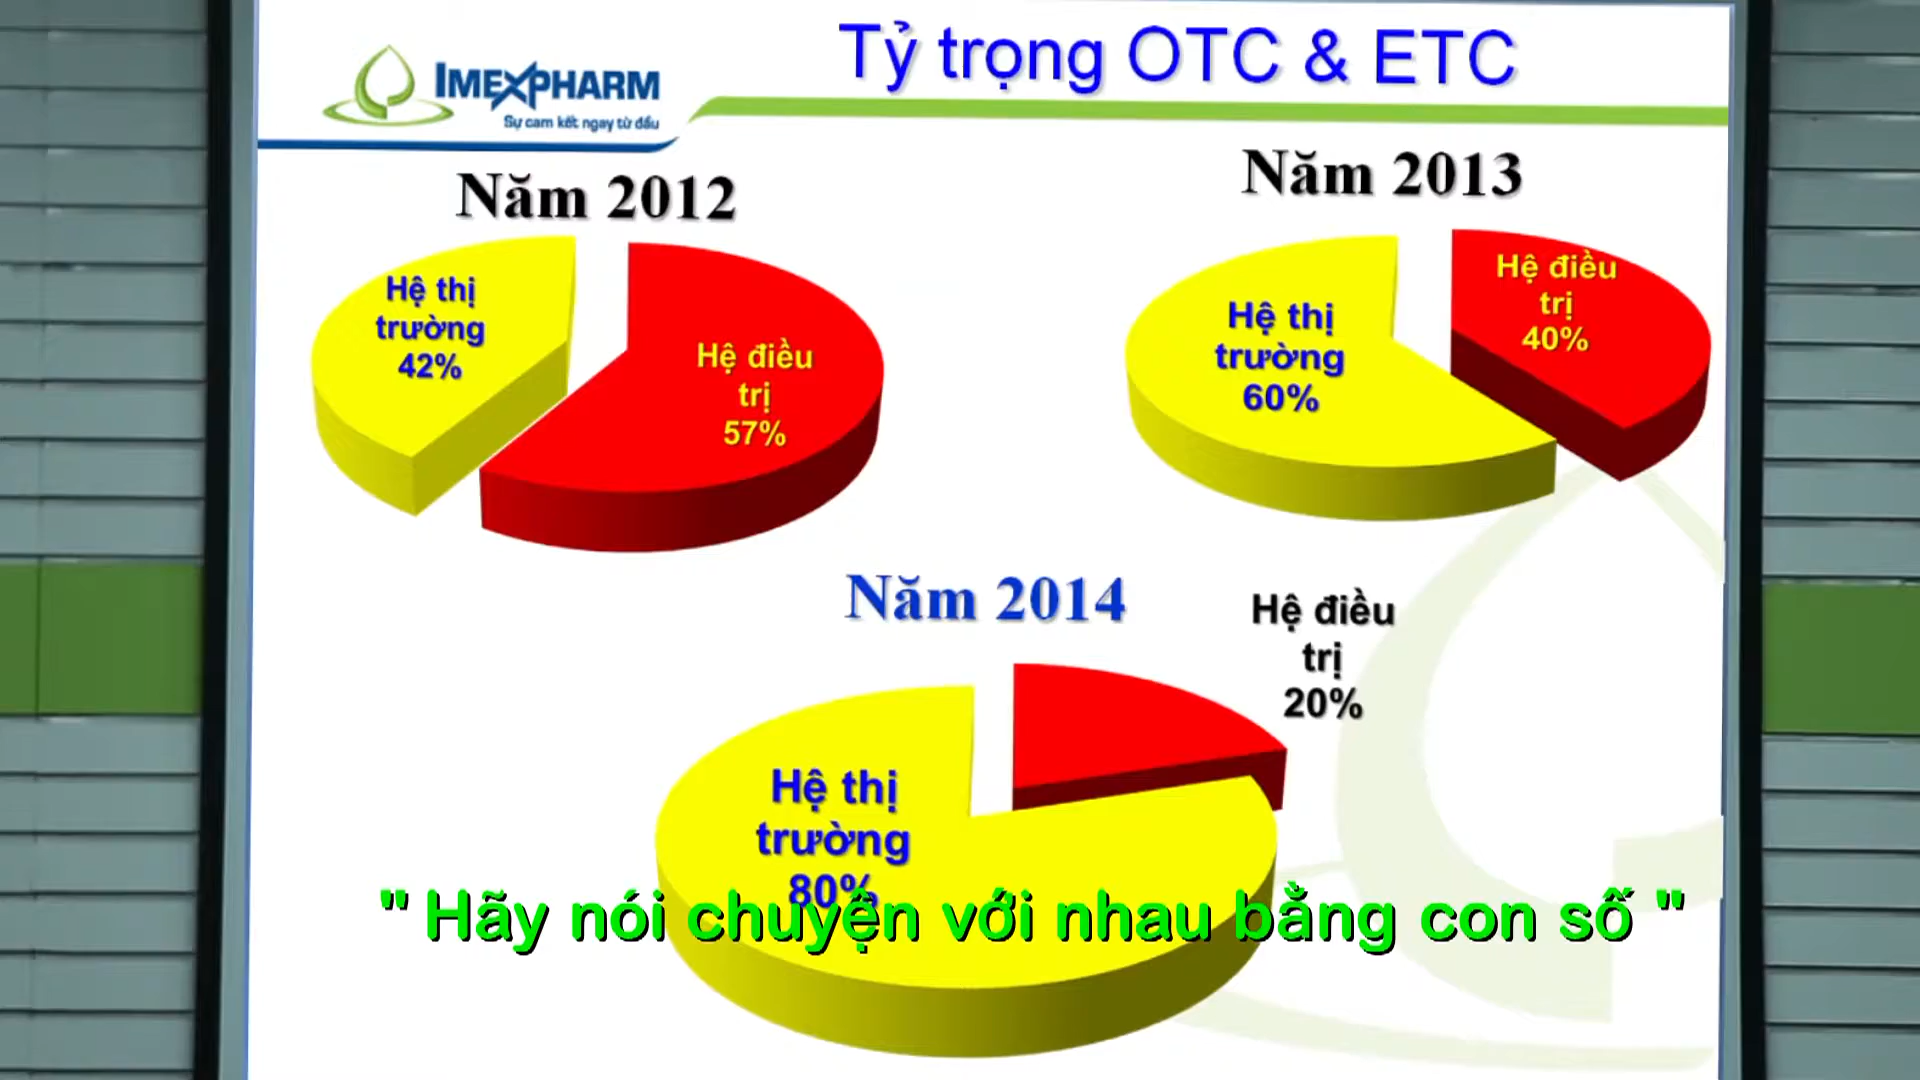 IMEXPHARM
Sự cam kết ngay từ đầu
Tỷ trọng OTC & ETC
Năm 2012
Hệ thị
trường
42%
Hệ điều
trị
57%
Năm 2013
Hệ thị
trường
60%
Hệ điều
trị
40%
Năm 2014
Hệ điều
trị
20%
Hệ thị
trường
80%
" Hãy nói chuyện với nhau bằng con số "